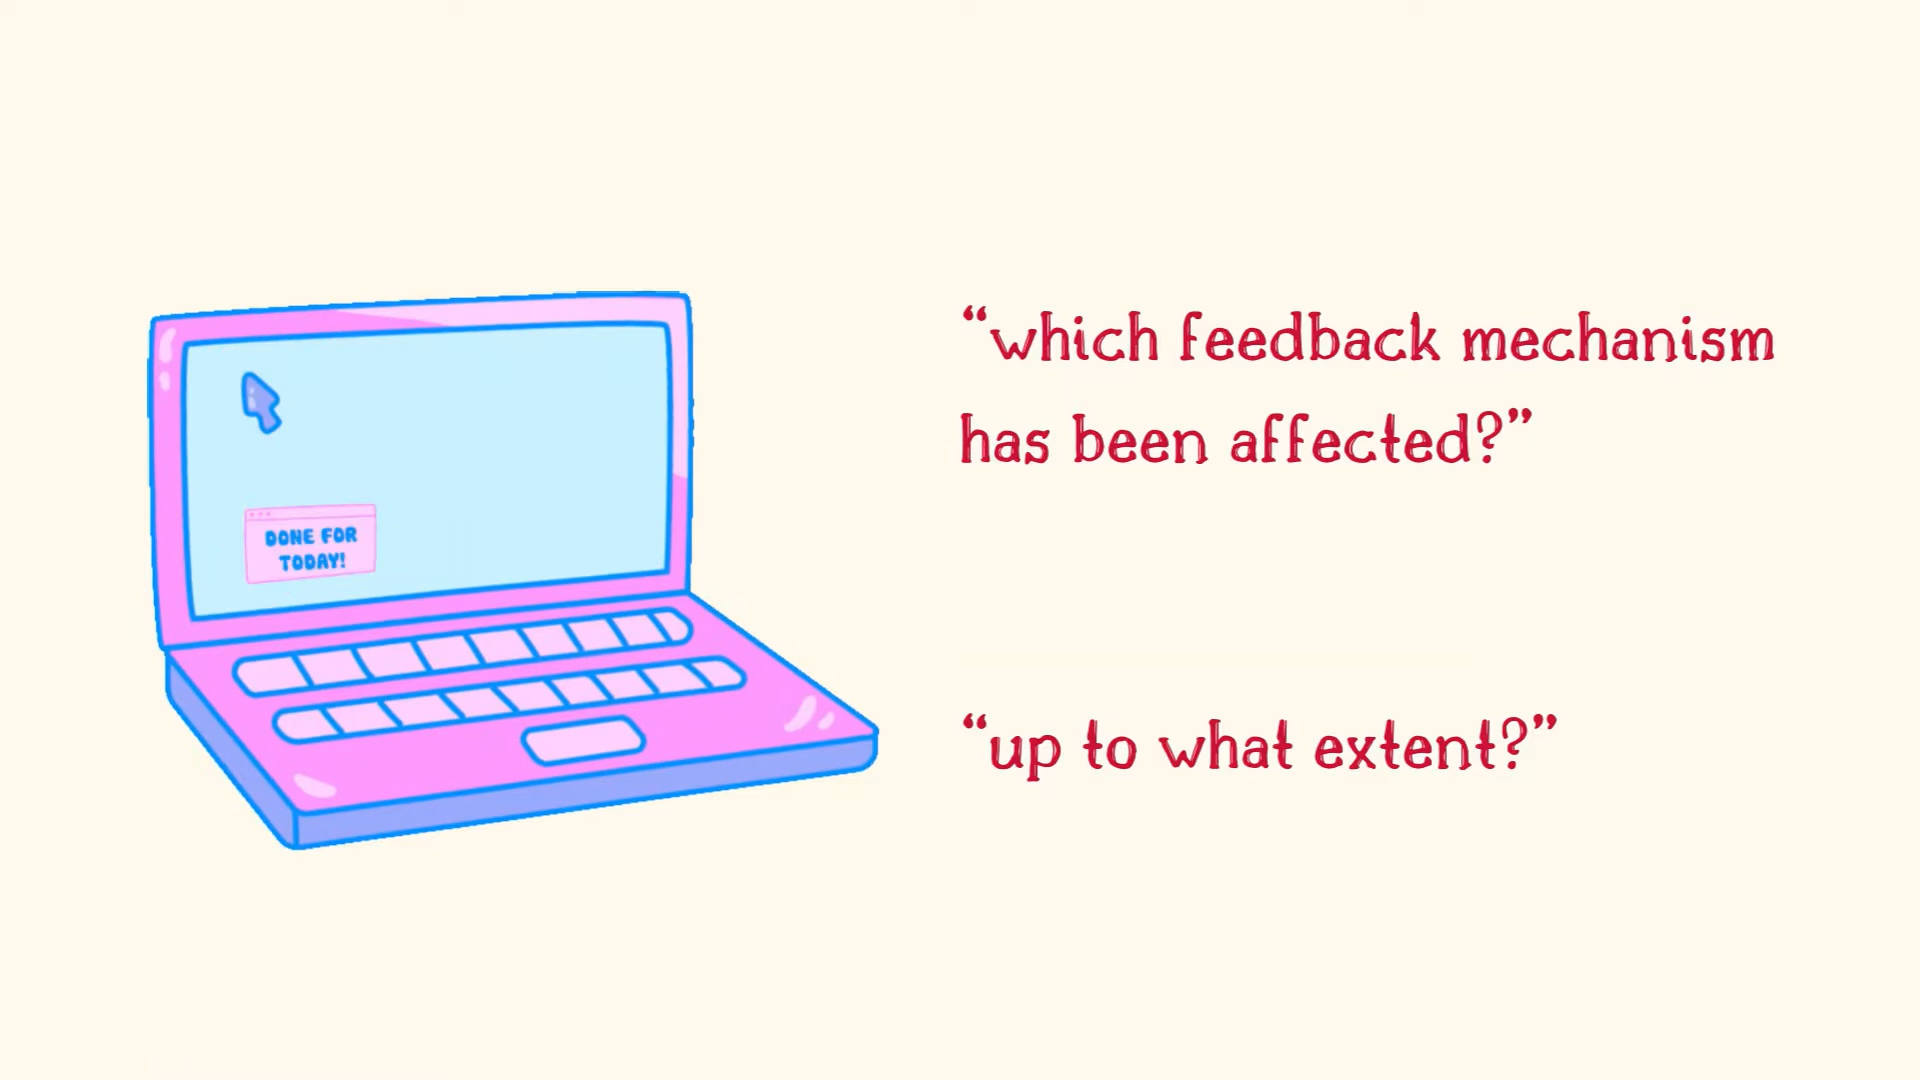 DONE FOR
TODAY!
“which feedback mechanism
has been affected?”
“up to what extent?”